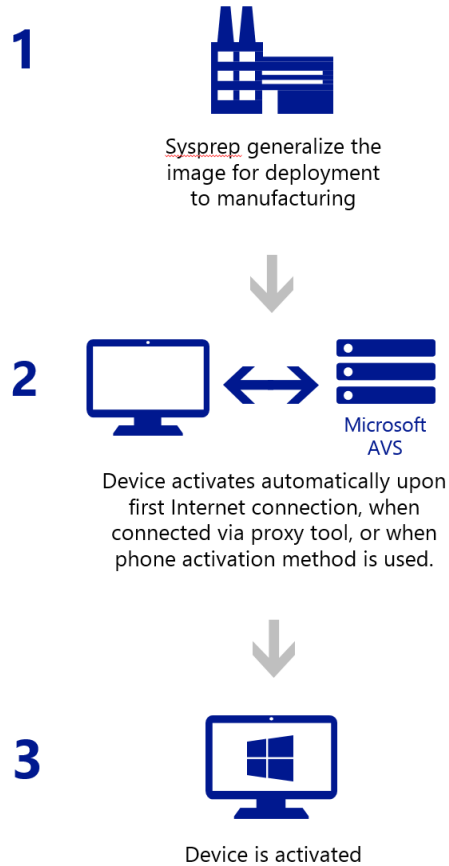 1
Sysprep generalize the
image for deployment
to manufacturing
2
Microsoft
AVS
Device activates automatically upon
first Internet connection, when
connected via proxy tool, or when
phone activation method is used.
3
Device is activated